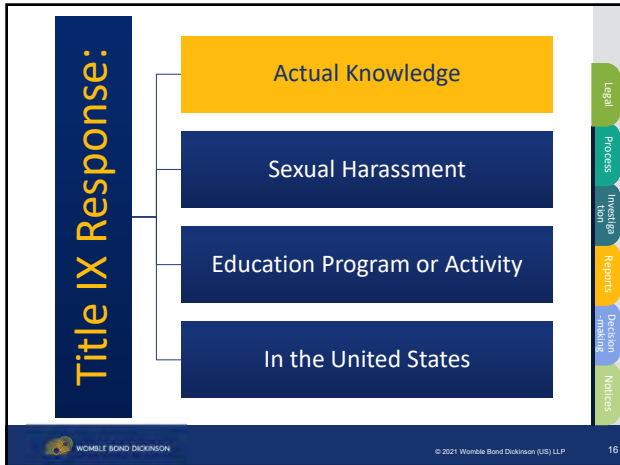 Title IX Response:
Actual Knowledge
Sexual Harassment
Education Program or Activity
In the United States
Legal
Process
Investiga
tion
Reports
Decision
-making
Notices
WOMBLE BOND DICKINSON
© 2021 Womble Bond Dickinson (US) LLP
16